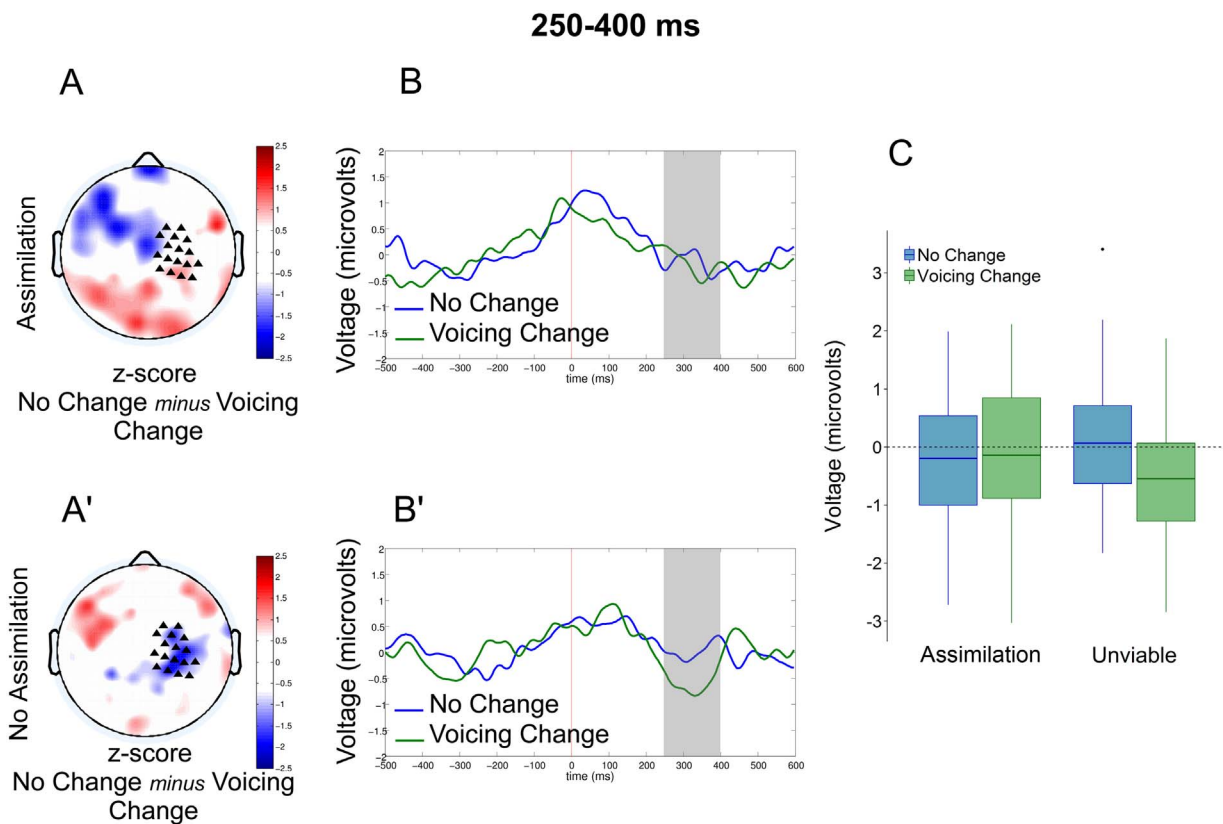 250-400 ms
A
Assimilation
2.5
2
1.5
1
0.5
0
−0.5
−1
−1.5
−2
−2.5
z-score
No Change minus Voicing
Change
B
Voltage (microvolts)
2
1.5
1
0.5
0
−0.5
−1
−1.5
−2
No Change
Voicing Change
−500 −400 −300 −200 −100 0 100 200 300 400 500 600
time (ms)
A'
No Assimilation
2.5
2
1.5
1
0.5
0
−0.5
−1
−1.5
−2
−2.5
z-score
No Change minus Voicing
Change
B'
Voltage (microvolts)
2
1.5
1
0.5
0
−0.5
−1
−1.5
−2
No Change
Voicing Change
−500 −400 −300 −200 −100 0 100 200 300 400 500 600
time (ms)
C
Voltage (microvolts)
No Change
Voicing Change
3
2
1
0
-1
-2
-3
Assimilation Unviable